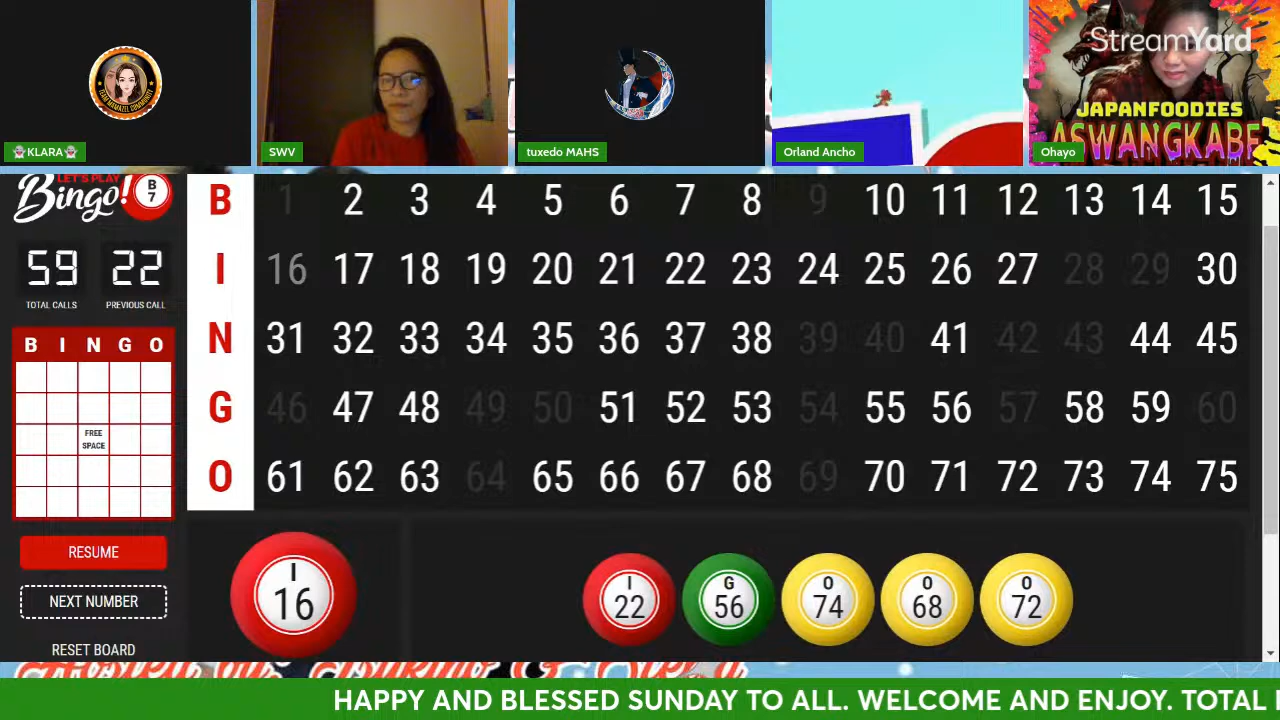 StreamYard
JAPANFOODIES
ASWANGKABE
👻KLARA👻
SWV
tuxedo MAHS
Orland Ancho
Ohayo
LET'S PLAY
Bingo!
B
7
59 22
TOTAL CALLS PREVIOUS CALL
B I N G O
FREE
SPACE
RESUME
NEXT NUMBER
RESET BOARD
B 1 2 3 4 5 6 7 8 9 10 11 12 13 14 15
I 16 17 18 19 20 21 22 23 24 25 26 27 28 29 30
N 31 32 33 34 35 36 37 38 39 40 41 42 43 44 45
G 46 47 48 49 50 51 52 53 54 55 56 57 58 59 60
O 61 62 63 64 65 66 67 68 69 70 71 72 73 74 75
I
16
I
22
G
56
O
74
O
68
O
72
HAPPY AND BLESSED SUNDAY TO ALL. WELCOME AND ENJOY. TOTAL